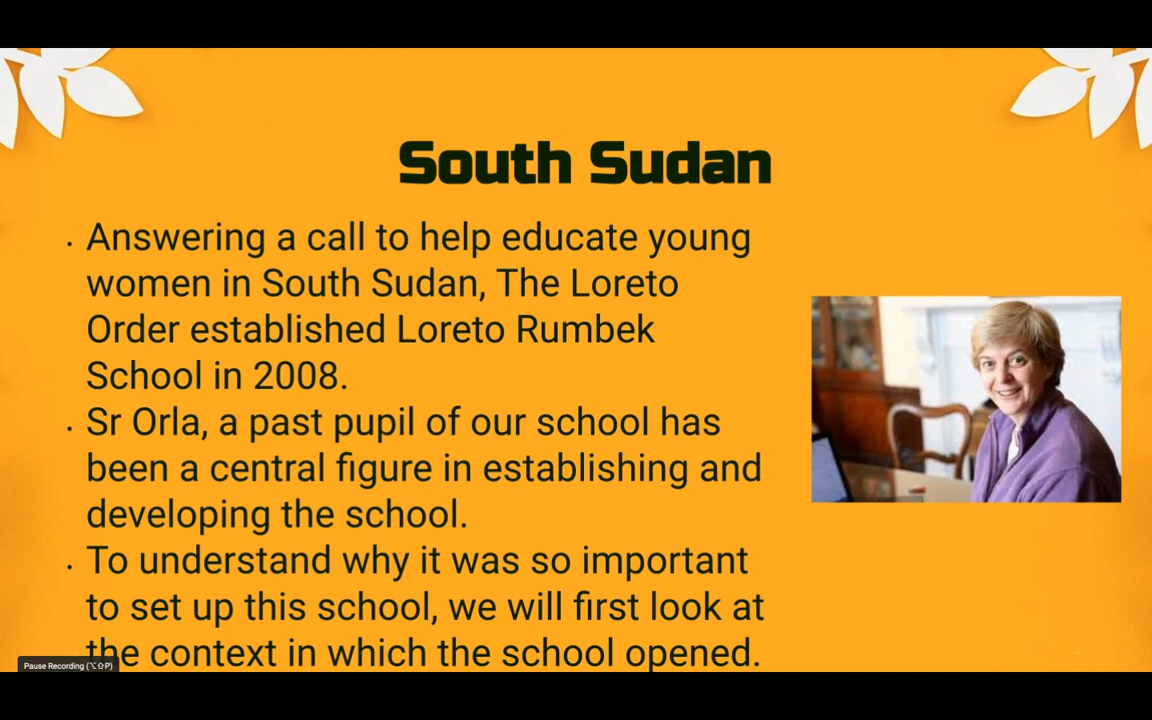 South Sudan
• Answering a call to help educate young
women in South Sudan, The Loreto
Order established Loreto Rumbek
School in 2008.
• Sr Orla, a past pupil of our school has
been a central figure in establishing and
developing the school.
• To understand why it was so important
to set up this school, we will first look at
the context in which the school opened.
Pause Recording (⌥⇧P)